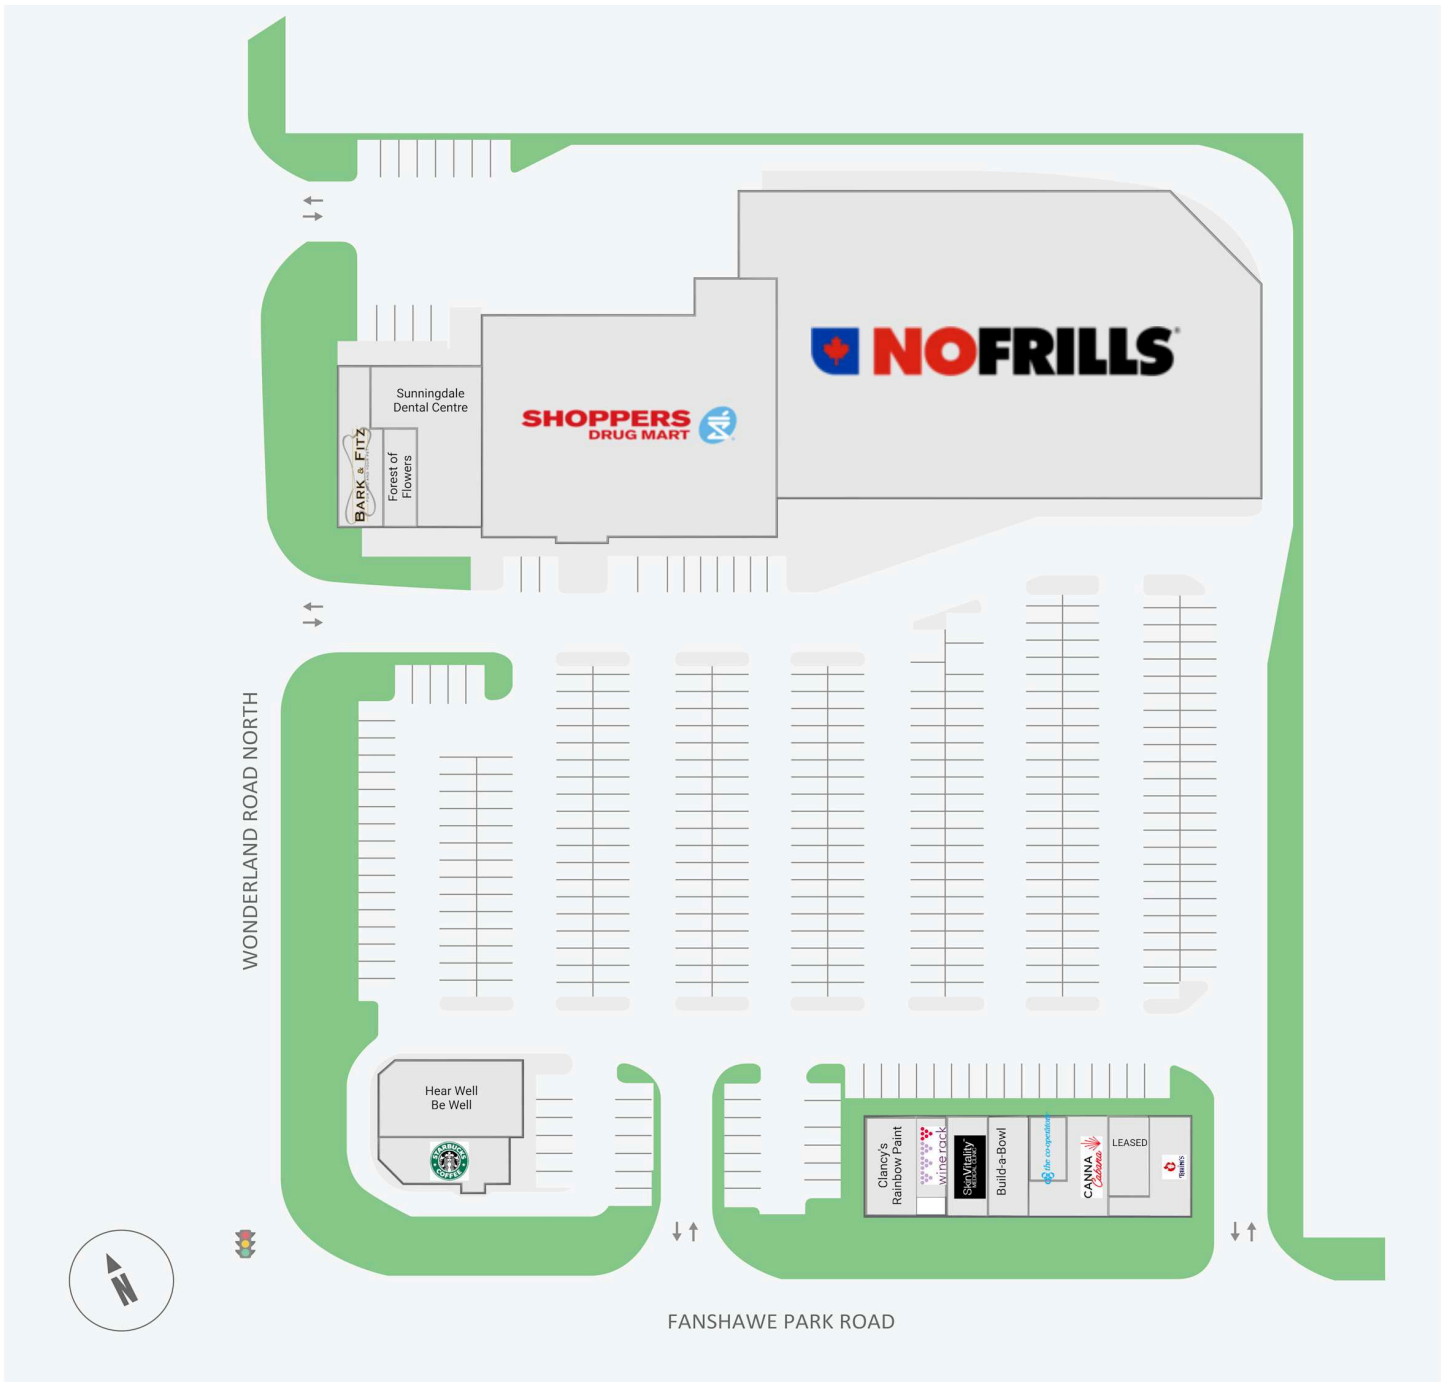 NOFRILLS
SHOPPERS
DRUG MART
Sunningdale
Dental Centre
BARK & FITZ
Forest of
Flowers
WONDERLAND ROAD NORTH
Hear Well
Be Well
STARBUCKS
COFFEE
Clancy's
Rainbow Paint
wine rack
SkinVitality
MEDICAL CLINIC
Build-a-Bowl
the co-operators
CANNA
Cabana
LEASED
N
FANSHAWE PARK ROAD